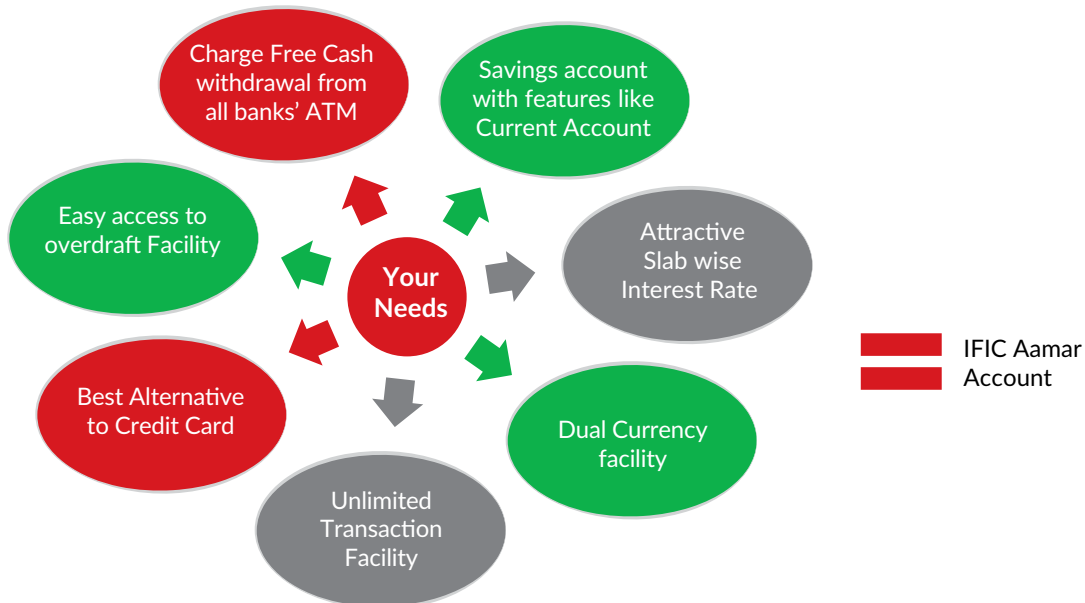 Charge Free Cash
withdrawal from
all banks’ ATM
Savings account
with features like
Current Account
Easy access to
overdraft Facility
Attractive
Slab wise
Interest Rate
Your
Needs
Best Alternative
to Credit Card
Dual Currency
facility
Unlimited
Transaction
Facility
IFIC Aamar
Account